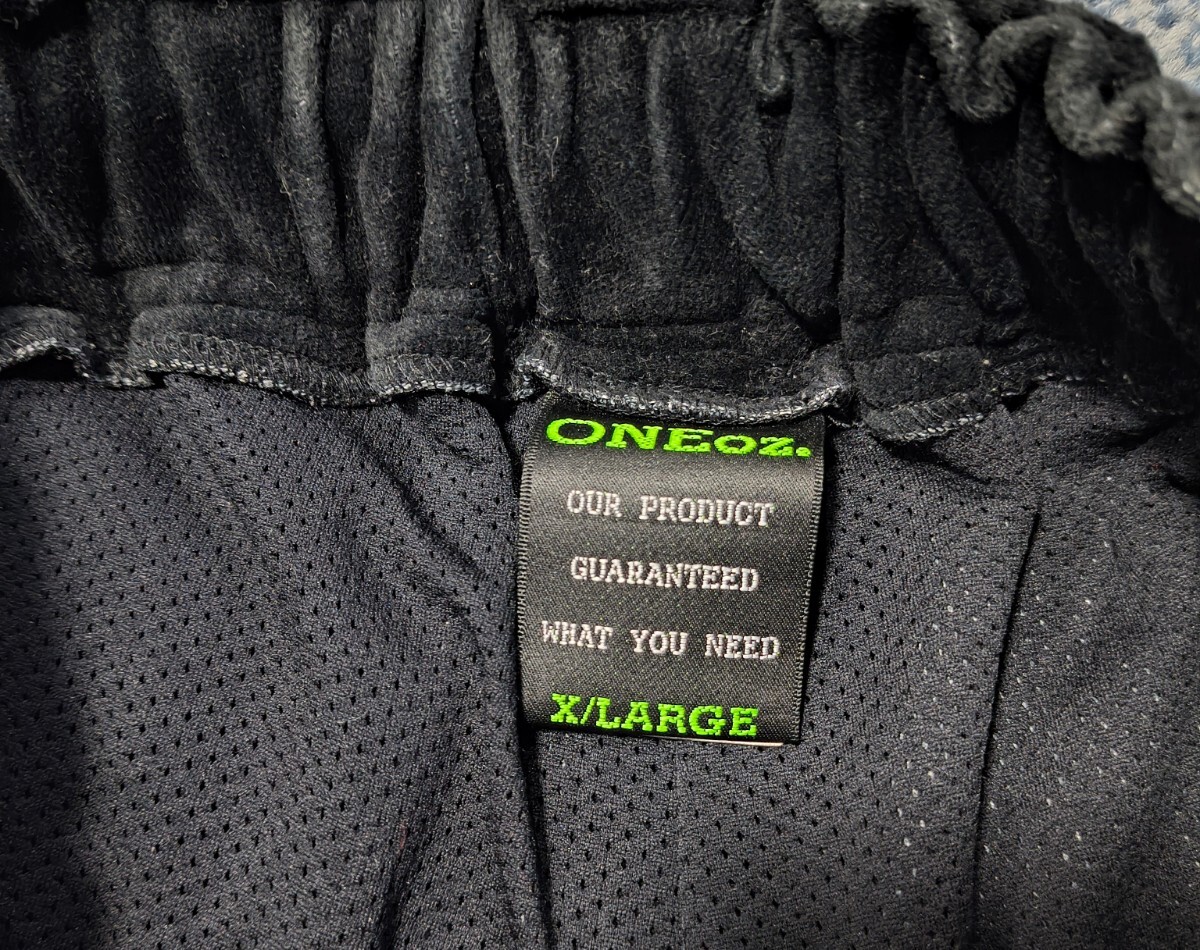 ONEoz.
OUR PRODUCT
GUARANTEED
WHAT YOU NEED
X/LARGE